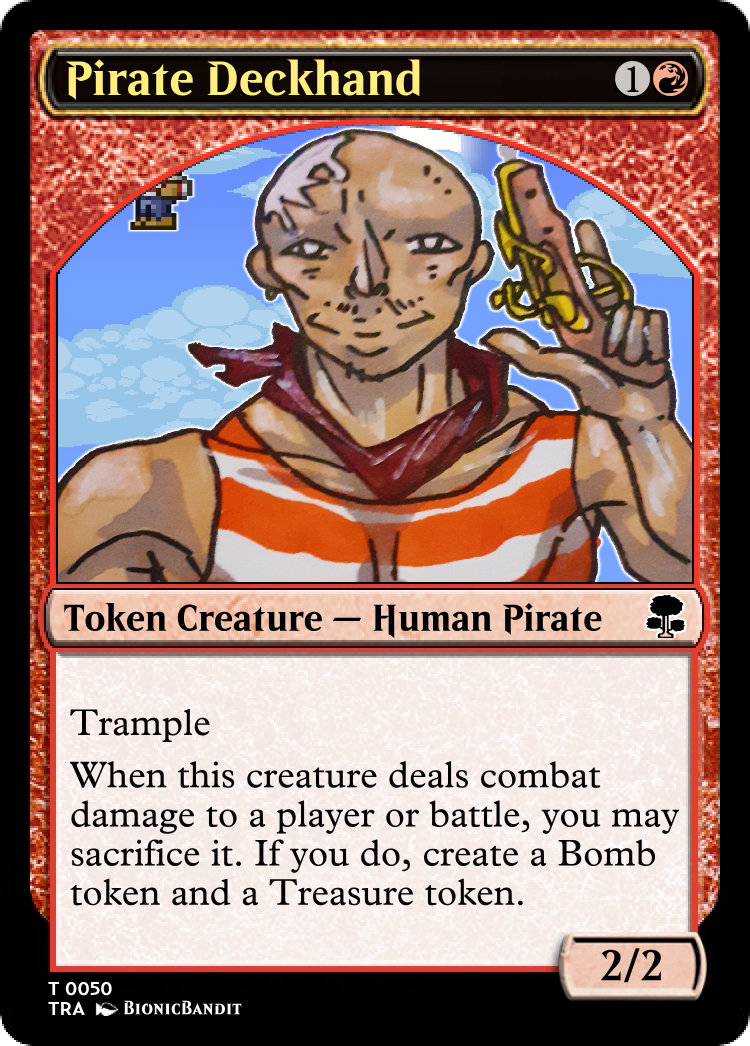 Pirate Deckhand 1
Token Creature — Human Pirate
Trample
When this creature deals combat
damage to a player or battle, you may
sacrifice it. If you do, create a Bomb
token and a Treasure token.
2/2
T 0050
TRA BionicBandit